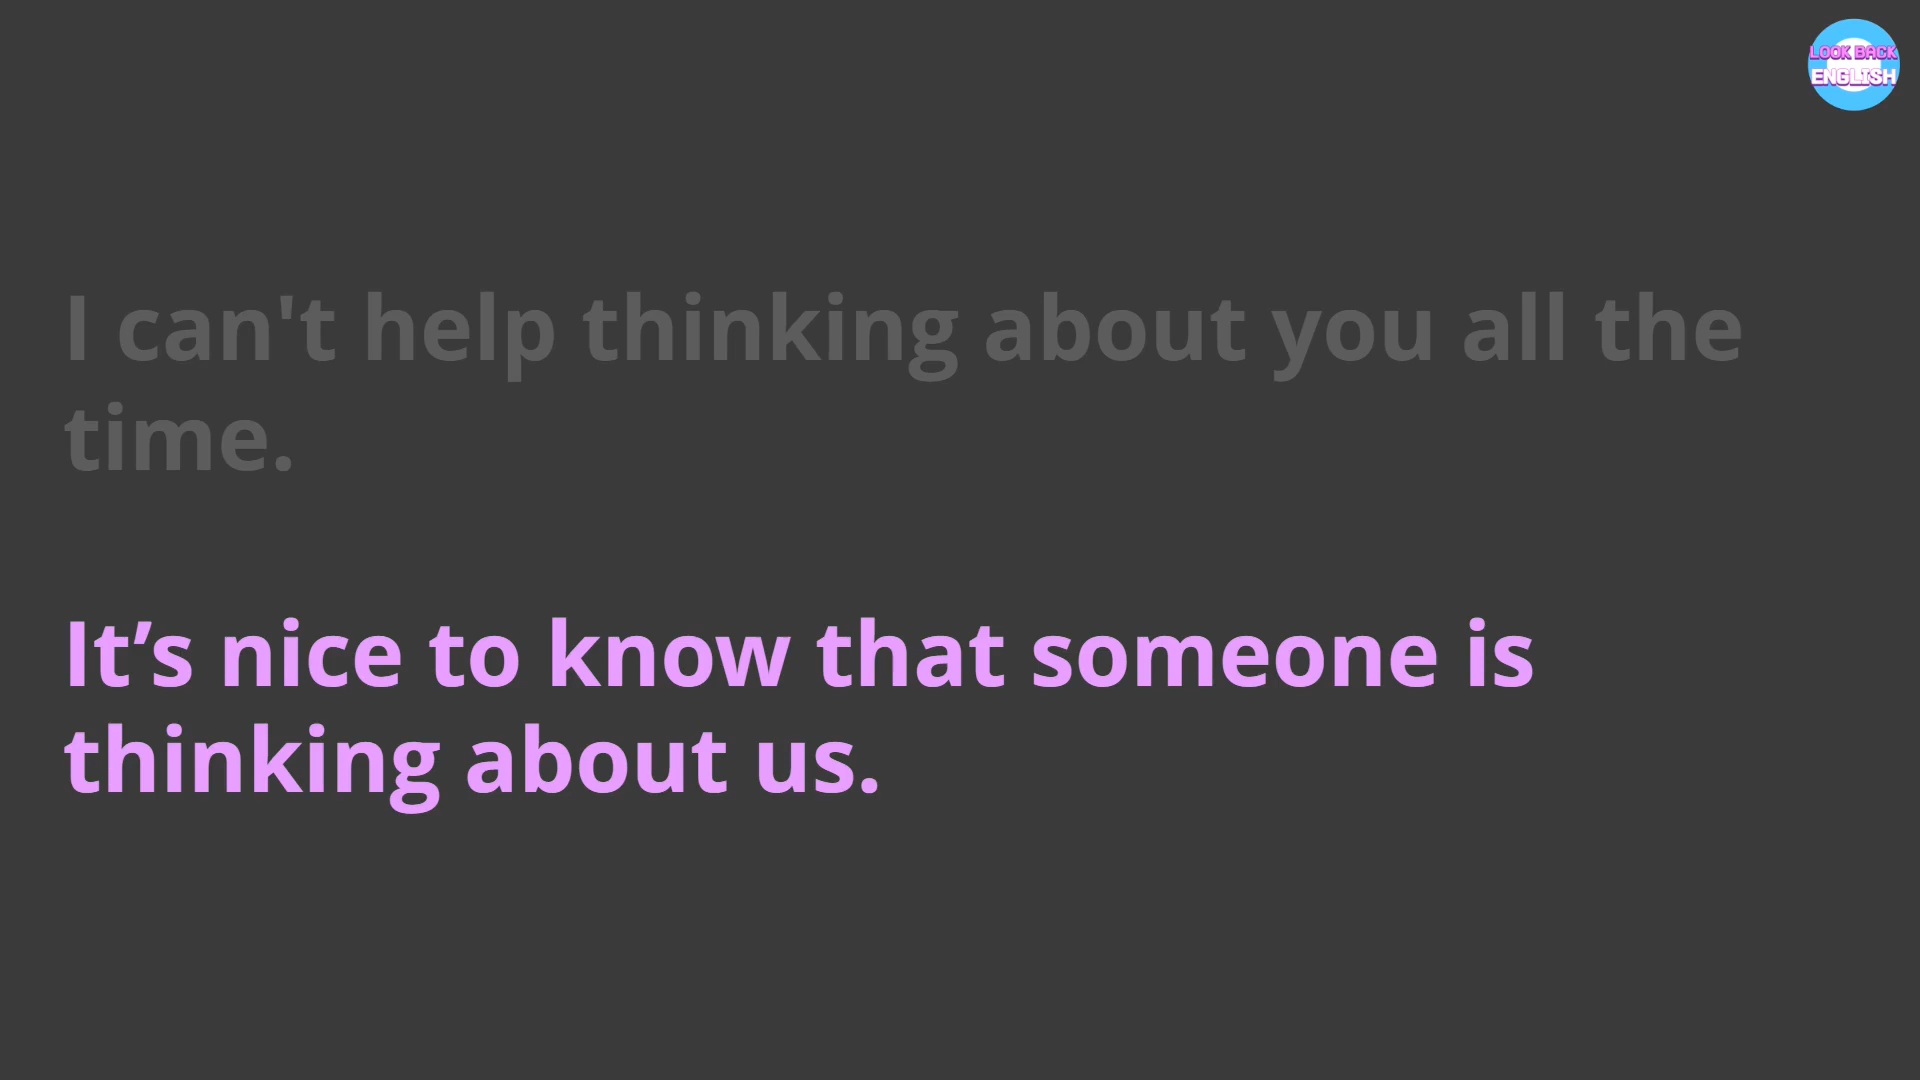 LOOK BACK
ENGLISH
I can't help thinking about you all the
time.
It’s nice to know that someone is
thinking about us.